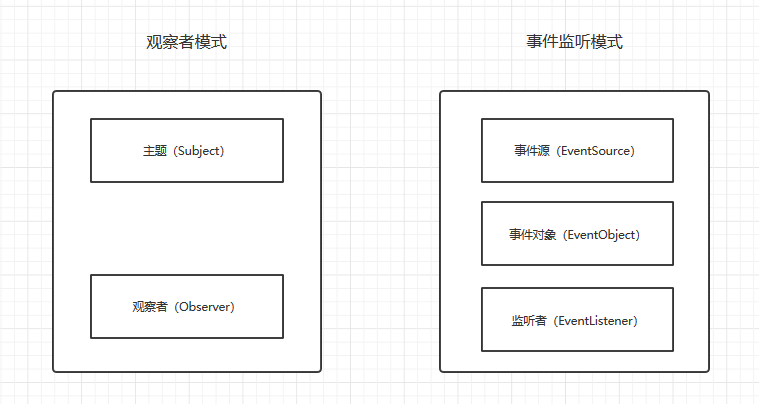 观察者模式
事件监听模式
主题（Subject）
观察者（Observer）
事件源（EventSource）
事件对象（EventObject）
监听者（EventListener）